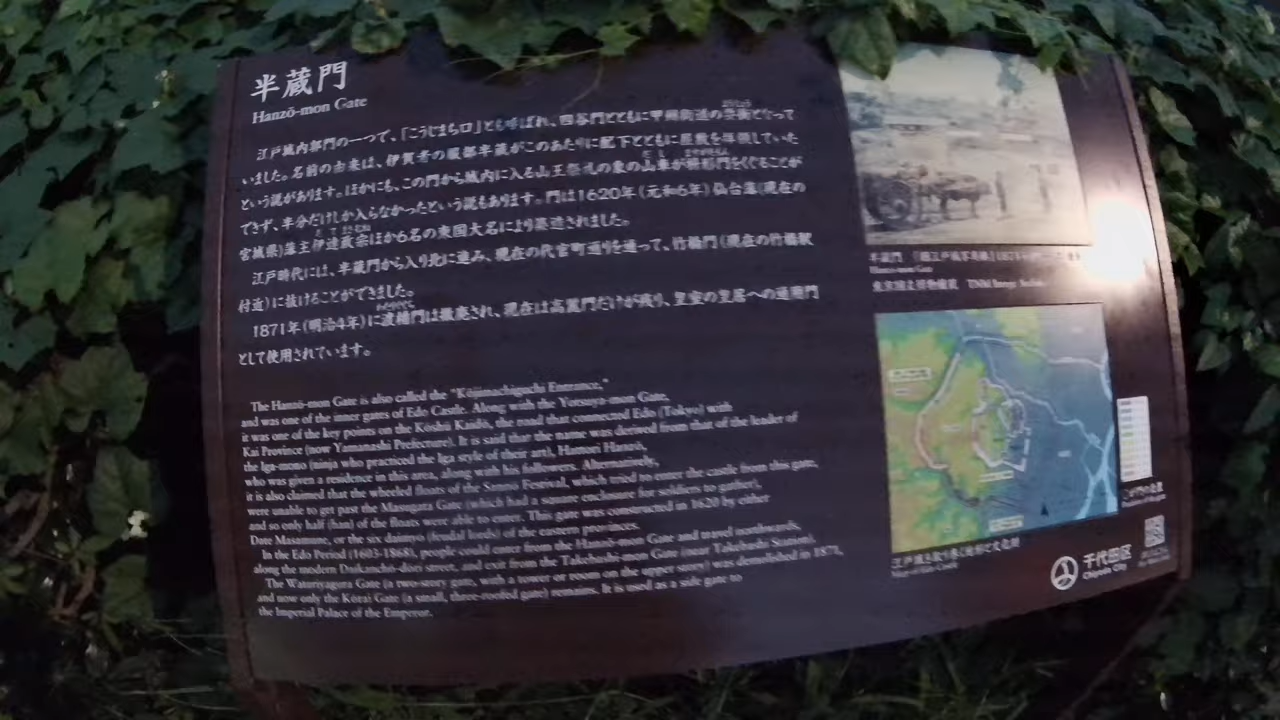 半蔵門
Hanzō-mon Gate
江戸城内郭門の一つで、「こうじまち口」とも呼ばれ、四谷門とともに甲州街道の
いました。名前の由来は、伊賀者の服部半蔵がこのあたりに配下とともに屋敷を拝領していた
という説があります。ほかにも、この門から城内に入る山王祭礼の象の山車が枡形門をくぐることが
できず、半分だけしか入らなかったという説もあります。門は1620年(元和6年)仙台藩(現在の
宮城県)藩主伊達政宗ほか6名の東国大名により築造されました。
江戸時代には、半蔵門から入り北に進み、現在の代官町通りを通って、竹橋門(現在の竹橋駅
付近)に抜けることができました。
1871年(明治4年)に渡櫓門は撤廃され、現在は高麗門だけが残り、皇室の皇居への通用門
として使用されています。
The Hanzō-mon Gate is also called the "Kōjimachiguchi Entrance,"
and was one of the inner gates of Edo Castle. Along with the Yotsuya-mon Gate,
it was one of the key points on the Kōshū Kaidō, the road that connected Edo (Tokyo) with
Kai Province (now Yamanashi Prefecture). It is said that the name was derived from that of the leader of
the Iga-mono (ninja who practiced the Iga style of their art), Hattori Hanzō,
who was given a residence in this area, along with his followers. Alternatively,
it is also claimed that the wheeled floats of the Sannō Festival, which tried to enter the castle from this gate,
were unable to get past the Masugata Gate (which had a square enclosure for soldiers to gather),
and so only half (han) of the floats were able to enter. This gate was constructed in 1620 by either
Date Masamune, or the six daimyō (feudal lords) of the eastern provinces.
In the Edo Period (1603-1868), people could enter from the Hanzō-mon Gate and travel northwards,
along the modern Daikanchō-dōri street, and exit from the Takebashi-mon Gate (near Takebashi Station).
The Watariyagura Gate (a two-story gate, with a tower or room on the upper story) was demolished in 1871,
and now only the Kōrai Gate (a small, three-roofed gate) remains. It is used as a side gate to
the Imperial Palace of the Emperor.
半蔵門
Hanzo-mon Gate
東京国立博物館蔵
千代田区
Chiyoda City